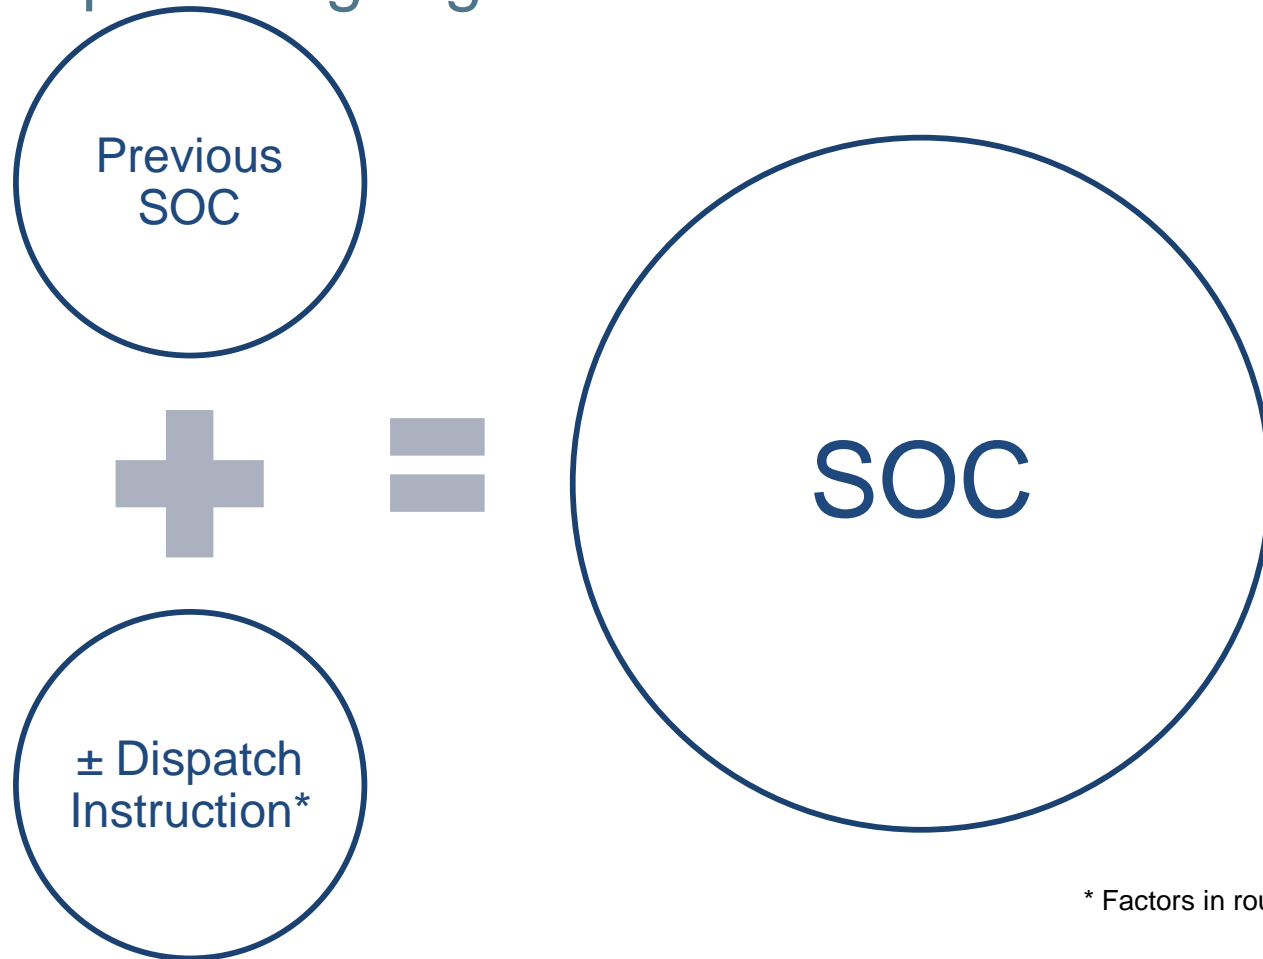 Previous
SOC
± Dispatch
Instruction*
SOC
* Factors in